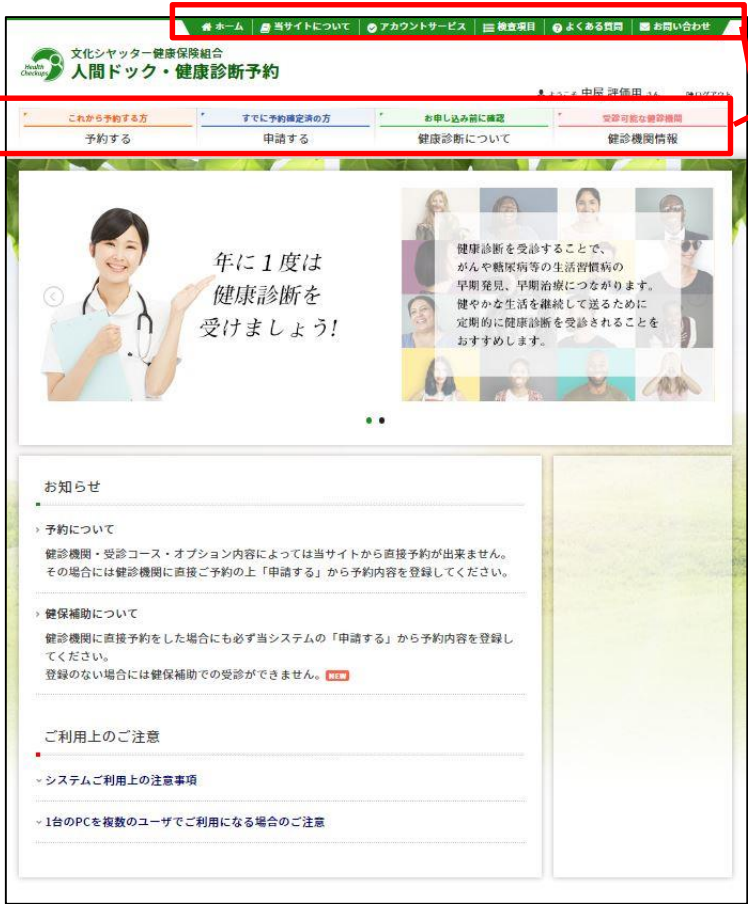 ホーム 当サイトについて アカウントサービス 検査項目 よくある質問 お問い合わせ
Health Checkups
文化シヤッター健康保険組合
人間ドック・健康診断予約
ようこそ 中屋 評価用 さん ログアウト
これから予約する方 すでに予約確定済の方 お申し込み前に確認 受診可能な健診機関
予約する 申請する 健康診断について 健診機関情報
年に1度は
健康診断を
受けましょう!
健康診断を受診することで、
がんや糖尿病等の生活習慣病の
早期発見、早期治療につながります。
健やかな生活を継続して送るために
定期的に健康診断を受診されることを
おすすめします。
お知らせ
予約について
健診機関・受診コース・オプション内容によっては当サイトから直接予約が出来ません。
その場合には健診機関に直接ご予約の上「申請する」から予約内容を登録してください。
健保補助について
健診機関に直接予約をした場合にも必ず当システムの「申請する」から予約内容を登録し
てください。
登録のない場合には健保補助での受診ができません。 NEW
ご利用上のご注意
システムご利用上の注意事項
1台のPCを複数のユーザでご利用になる場合のご注意